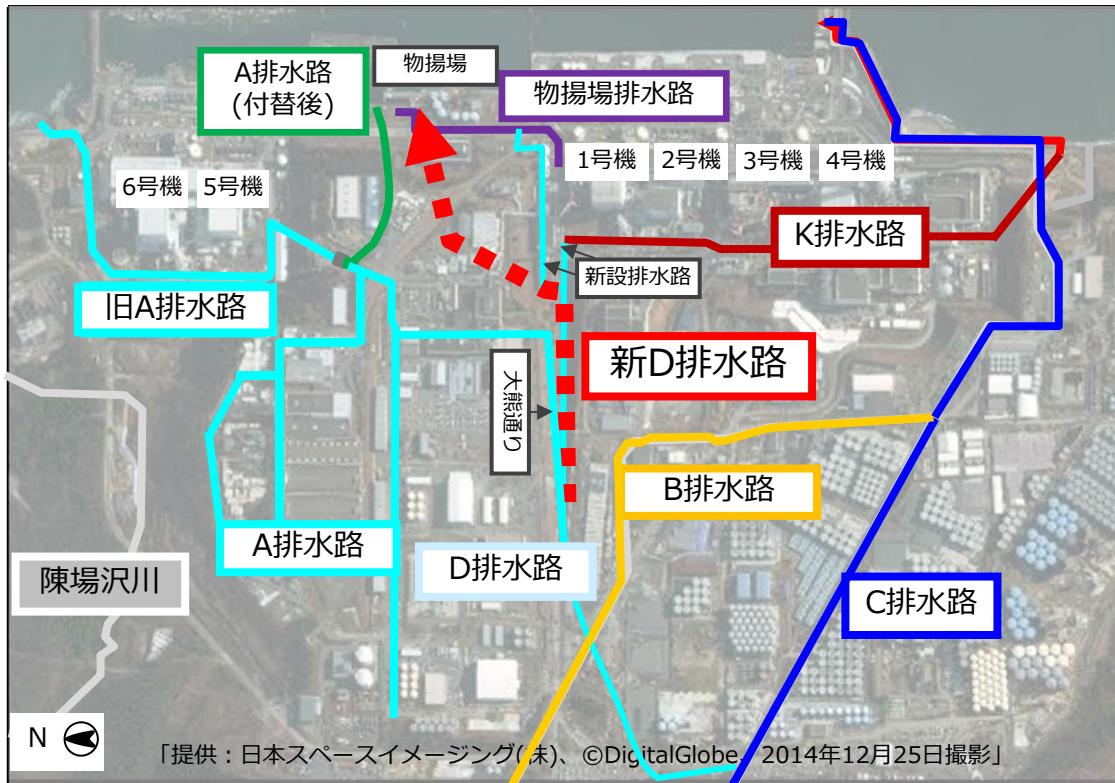 A排水路
(付替後)
物揚場
物揚場排水路
6号機
5号機
1号機
2号機
3号機
4号機
K排水路
新設排水路
旧A排水路
新D排水路
大熊通り
B排水路
A排水路
D排水路
C排水路
陳場沢川
N
「提供：日本スペースイメージング(株)、©DigitalGlobe、2014年12月25日撮影」